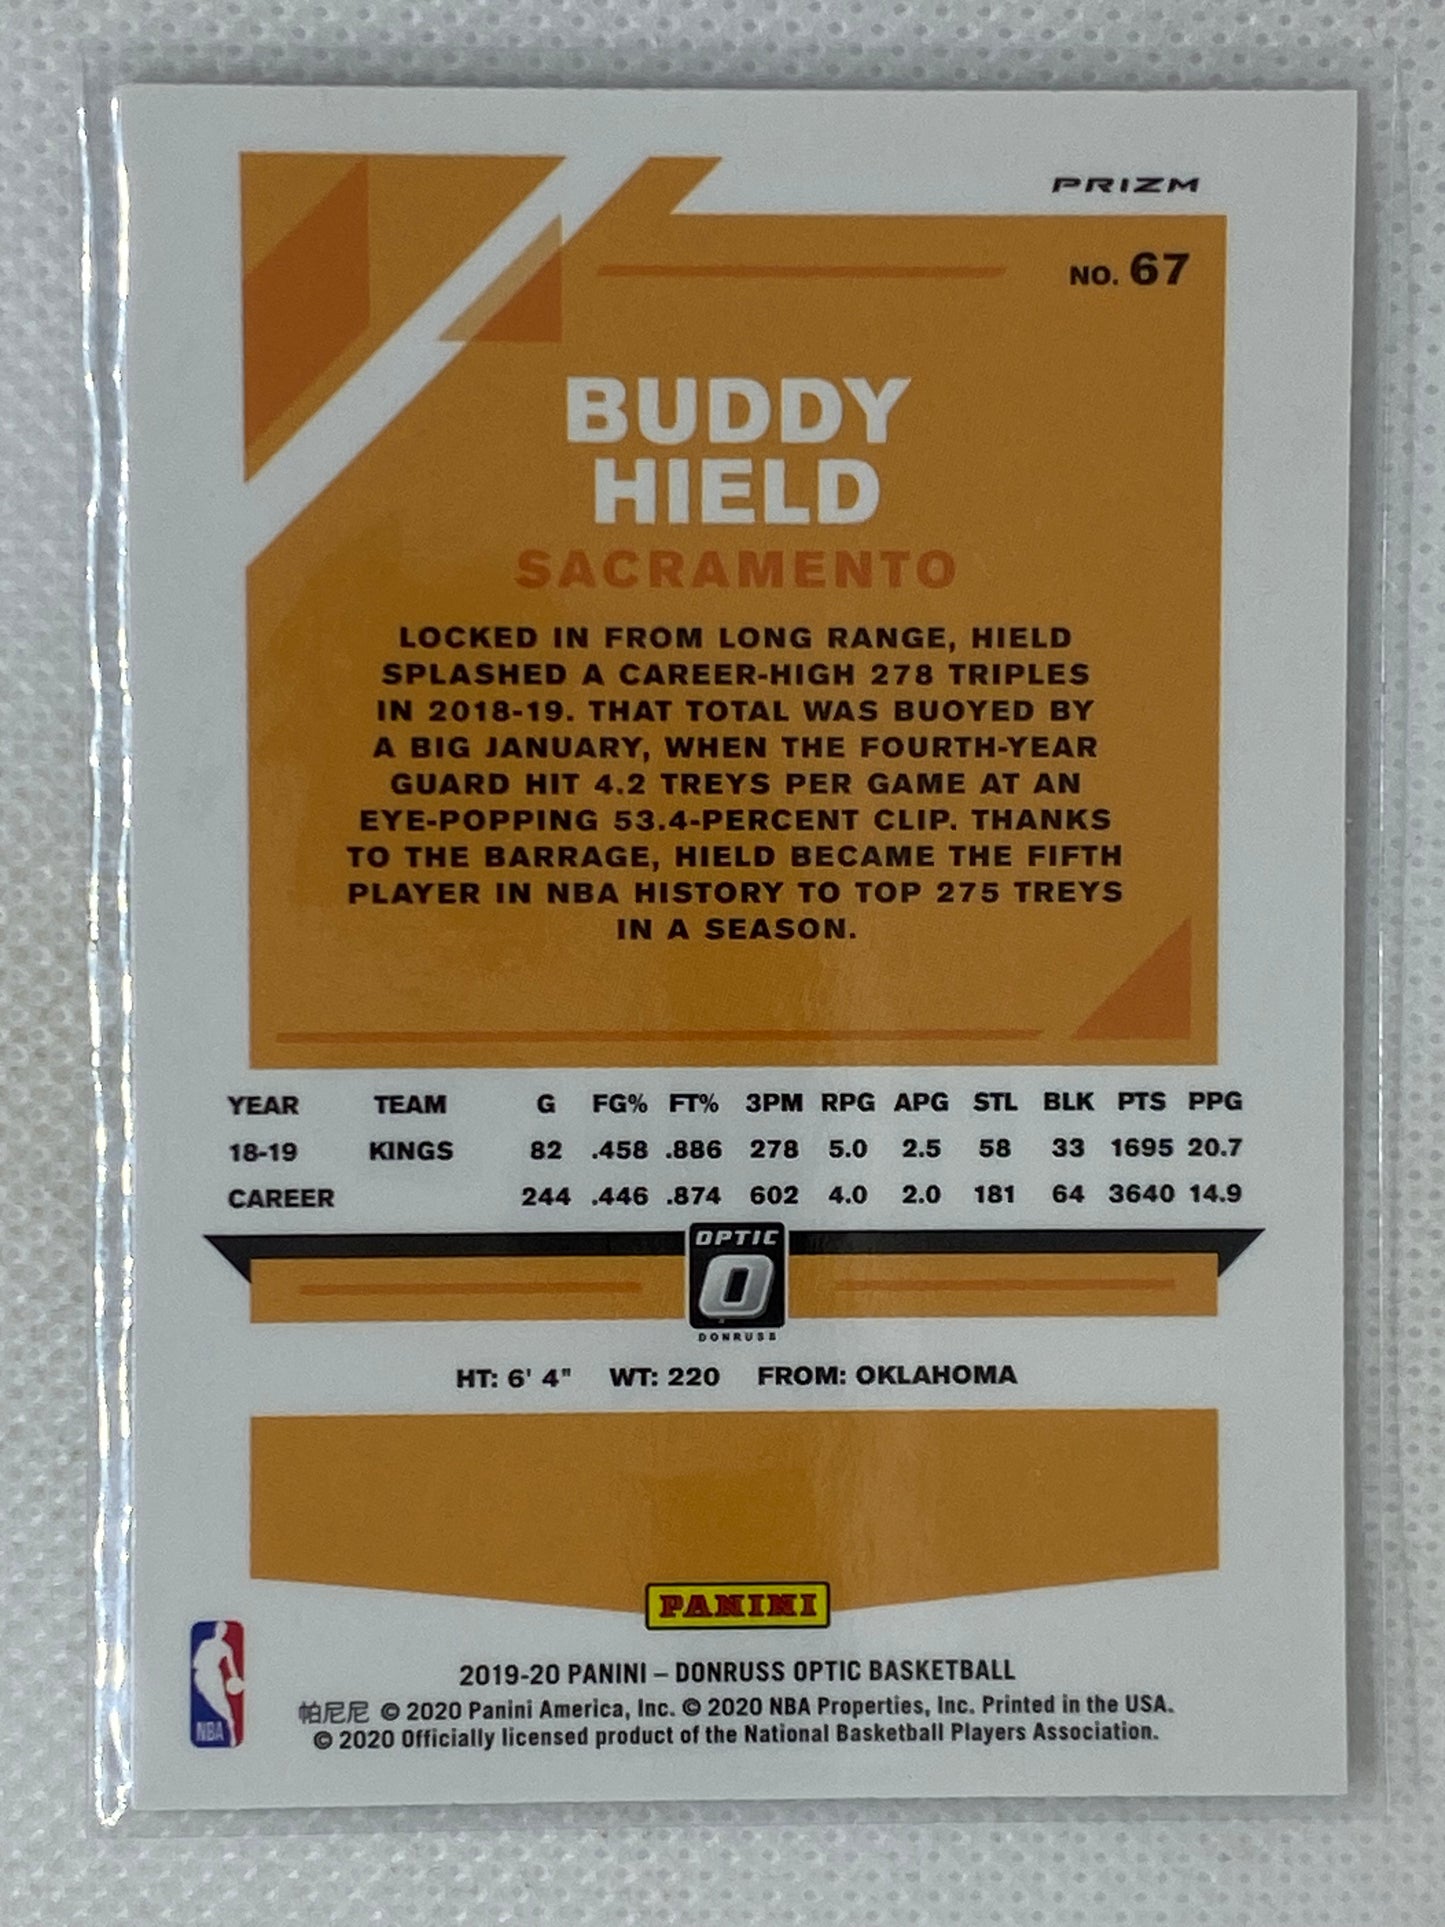 PRIZM
NO. 67
BUDDY
HIELD
SACRAMENTO
LOCKED IN FROM LONG RANGE, HIELD
SPLASHED A CAREER-HIGH 278 TRIPLES
IN 2018-19. THAT TOTAL WAS BUOYED BY
A BIG JANUARY, WHEN THE FOURTH-YEAR
GUARD HIT 4.2 TREYS PER GAME AT AN
EYE-POPPING 53.4-PERCENT CLIP. THANKS
TO THE BARRAGE, HIELD BECAME THE FIFTH
PLAYER IN NBA HISTORY TO TOP 275 TREYS
IN A SEASON.
YEAR TEAM G FG% FT% 3PM RPG APG STL BLK PTS PPG
18-19 KINGS 82 .458 .886 278 5.0 2.5 58 33 1695 20.7
CAREER 244 .446 .874 602 4.0 2.0 181 64 3640 14.9
OPTIC
O
DONRUSS
HT: 6' 4" WT: 220 FROM: OKLAHOMA
PANINI
NBA
2019-20 PANINI – DONRUSS OPTIC BASKETBALL
帕尼尼 © 2020 Panini America, Inc. © 2020 NBA Properties, Inc. Printed in the USA.
© 2020 Officially licensed product of the National Basketball Players Association.